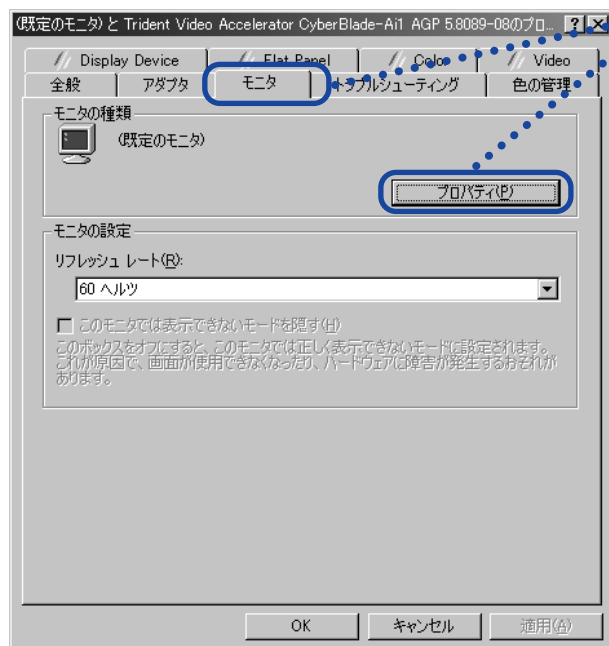 (既定のモニタ)と Trident Video Accelerator CyberBlade-Ai1 AGP 5.8089-08のプロ...
Display Device Flat Panel Color Video
全般 アダプタ モニタ トラブルシューティング 色の管理
モニタの種類
(既定のモニタ)
プロパティ(P)
モニタの設定
リフレッシュ レート(R):
60 ヘルツ
このモニタでは表示できないモードを隠す(H)
このボックスをオフにすると、このモニタでは正しく表示できないモードに設定されます。
これが原因で、画面が使用できなくなったり、ハードウェアに障害が発生するおそれが
あります。
OK キャンセル 適用(A)